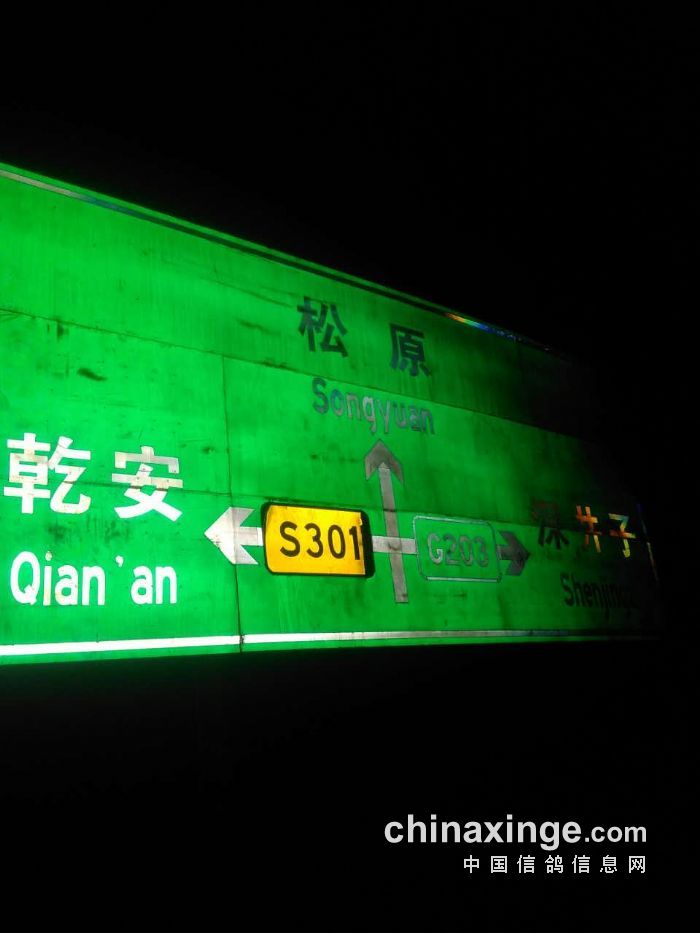 松原
Songyuan
乾安
Qian'an
S301
G203
深井子
Shenjing
chinaxinge.com
中国信鸽信息网